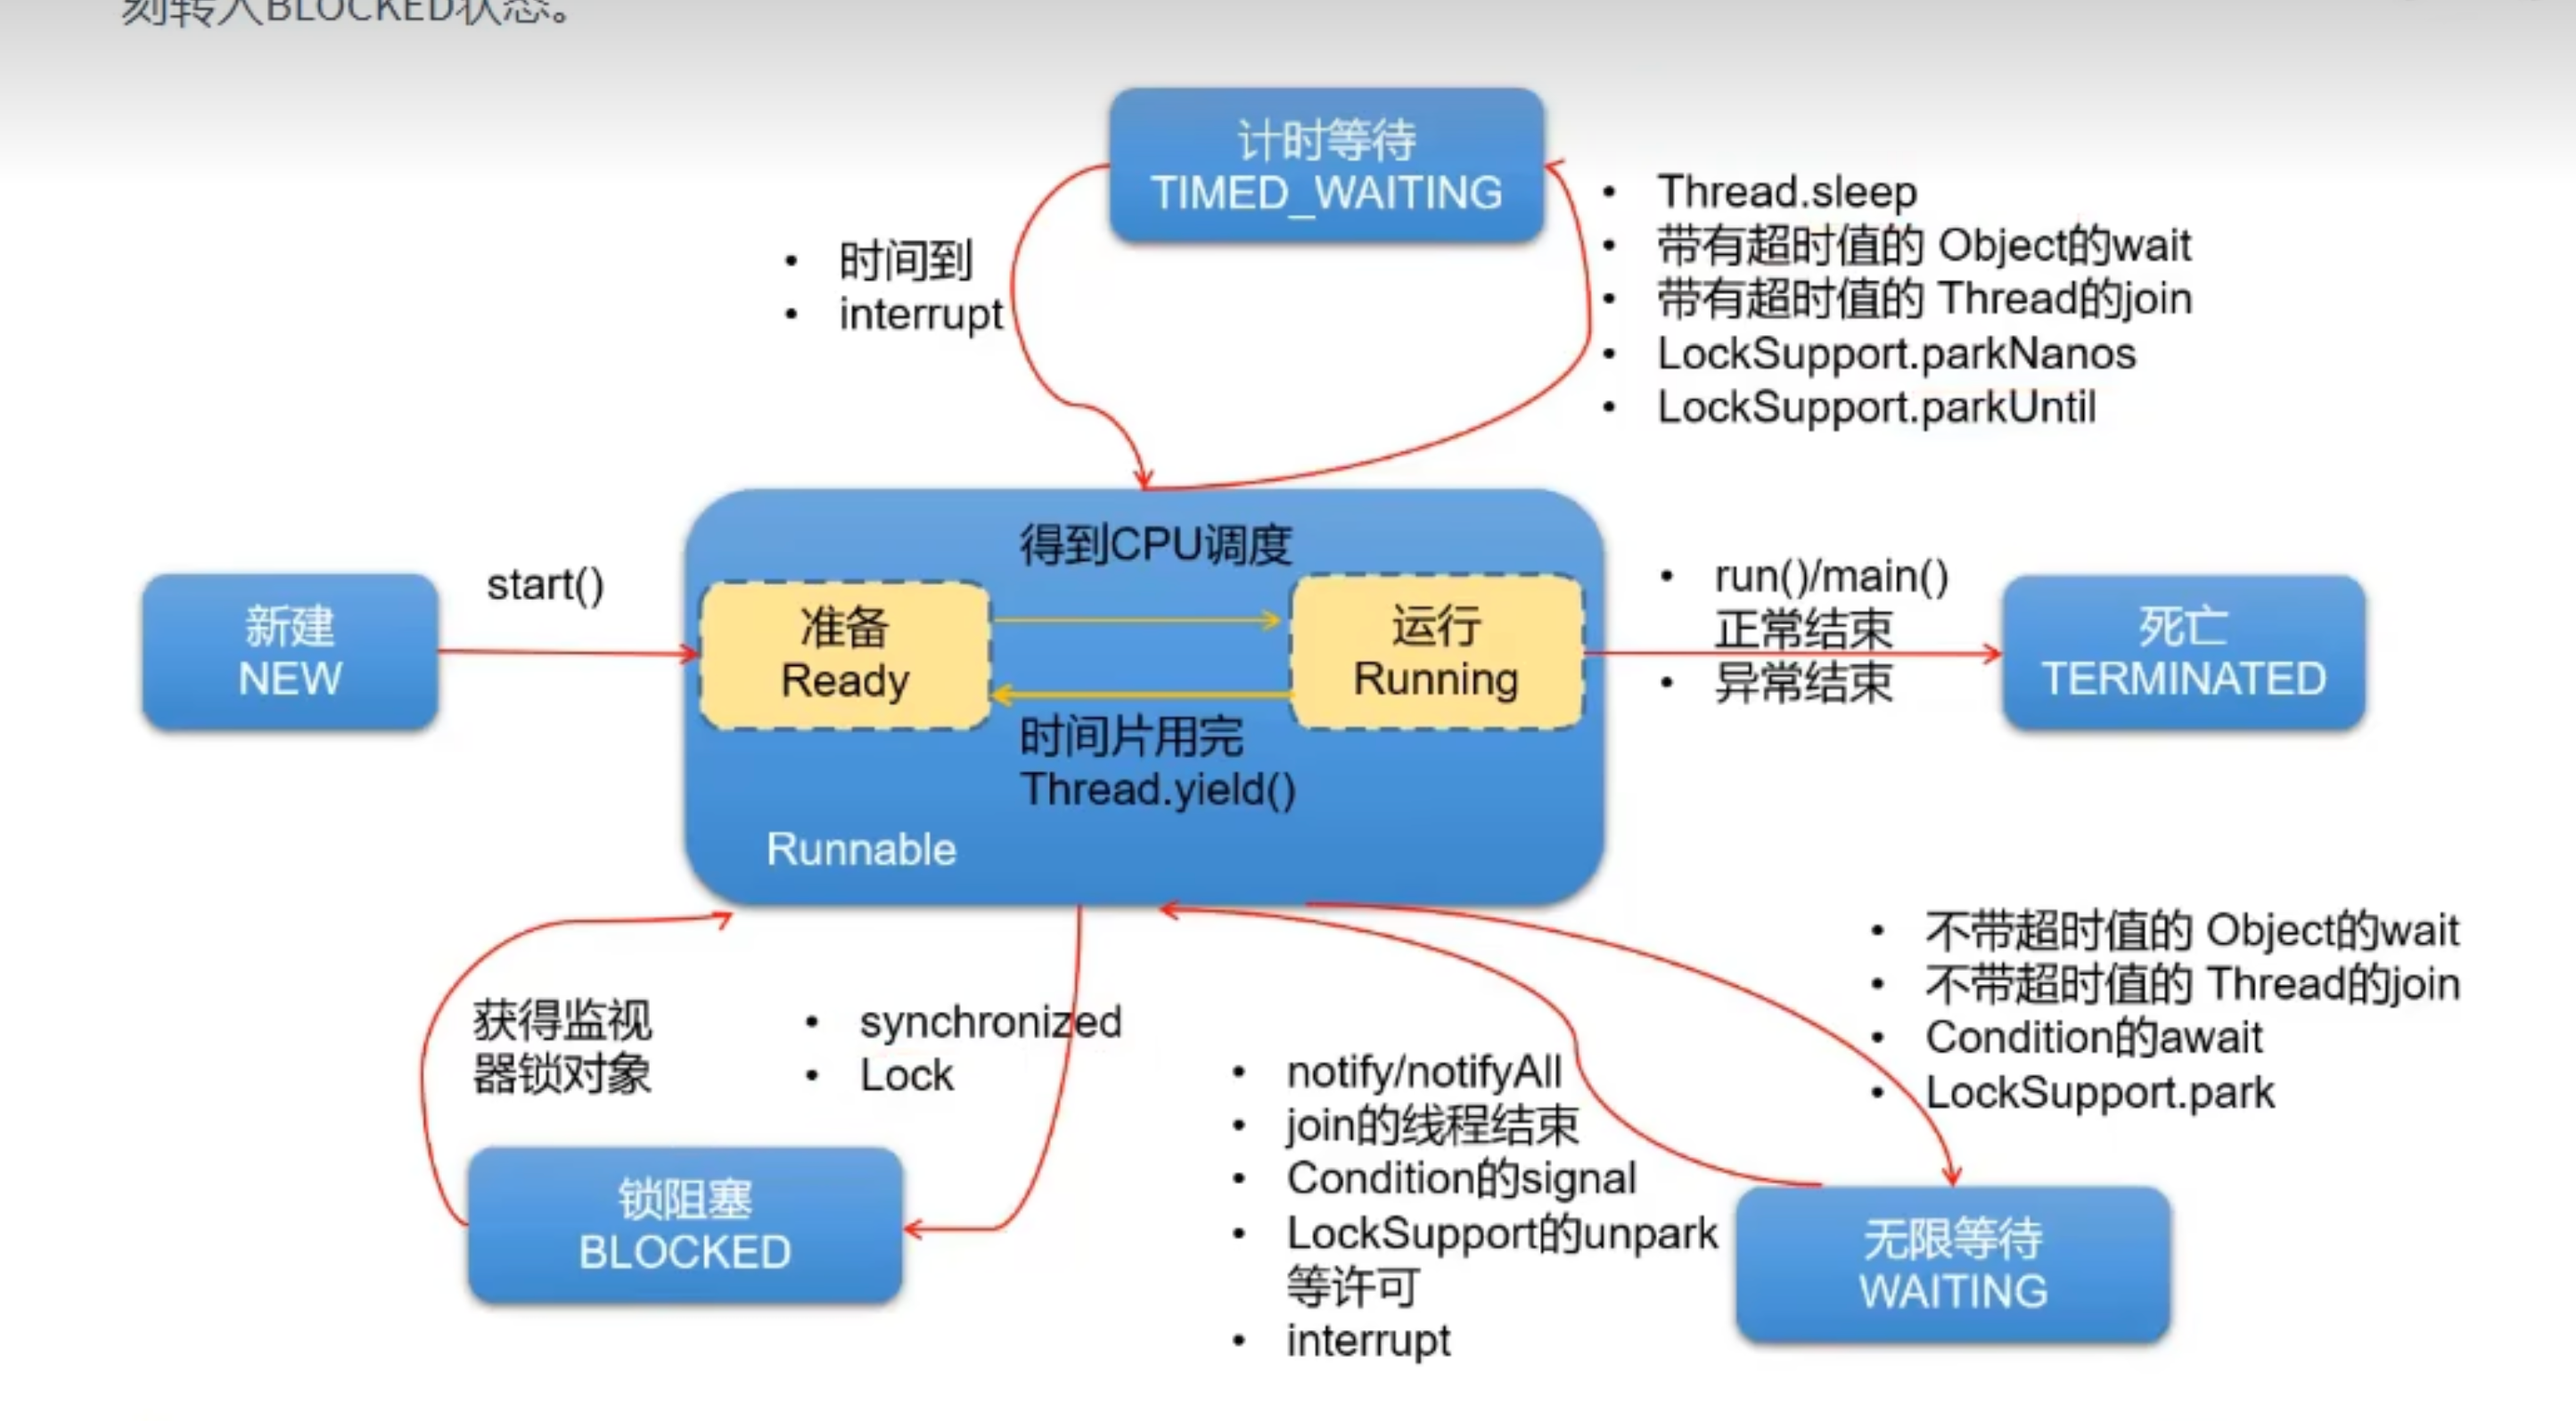 刻转入BLOCKED状态。
计时等待
TIMED_WAITING
• Thread.sleep
• 带有超时值的 Object的wait
• 带有超时值的 Thread的join
• LockSupport.parkNanos
• LockSupport.parkUntil
• 时间到
• interrupt
得到CPU调度
新建
NEW
start()
准备
Ready
运行
Running
• run()/main()
正常结束
• 异常结束
死亡
TERMINATED
时间片用完
Thread.yield()
Runnable
获得监视
器锁对象
• synchronized
• Lock
• 不带超时值的 Object的wait
• 不带超时值的 Thread的join
• Condition的await
• LockSupport.park
• notify/notifyAll
• join的线程结束
• Condition的signal
• LockSupport的unpark
等许可
• interrupt
锁阻塞
BLOCKED
无限等待
WAITING